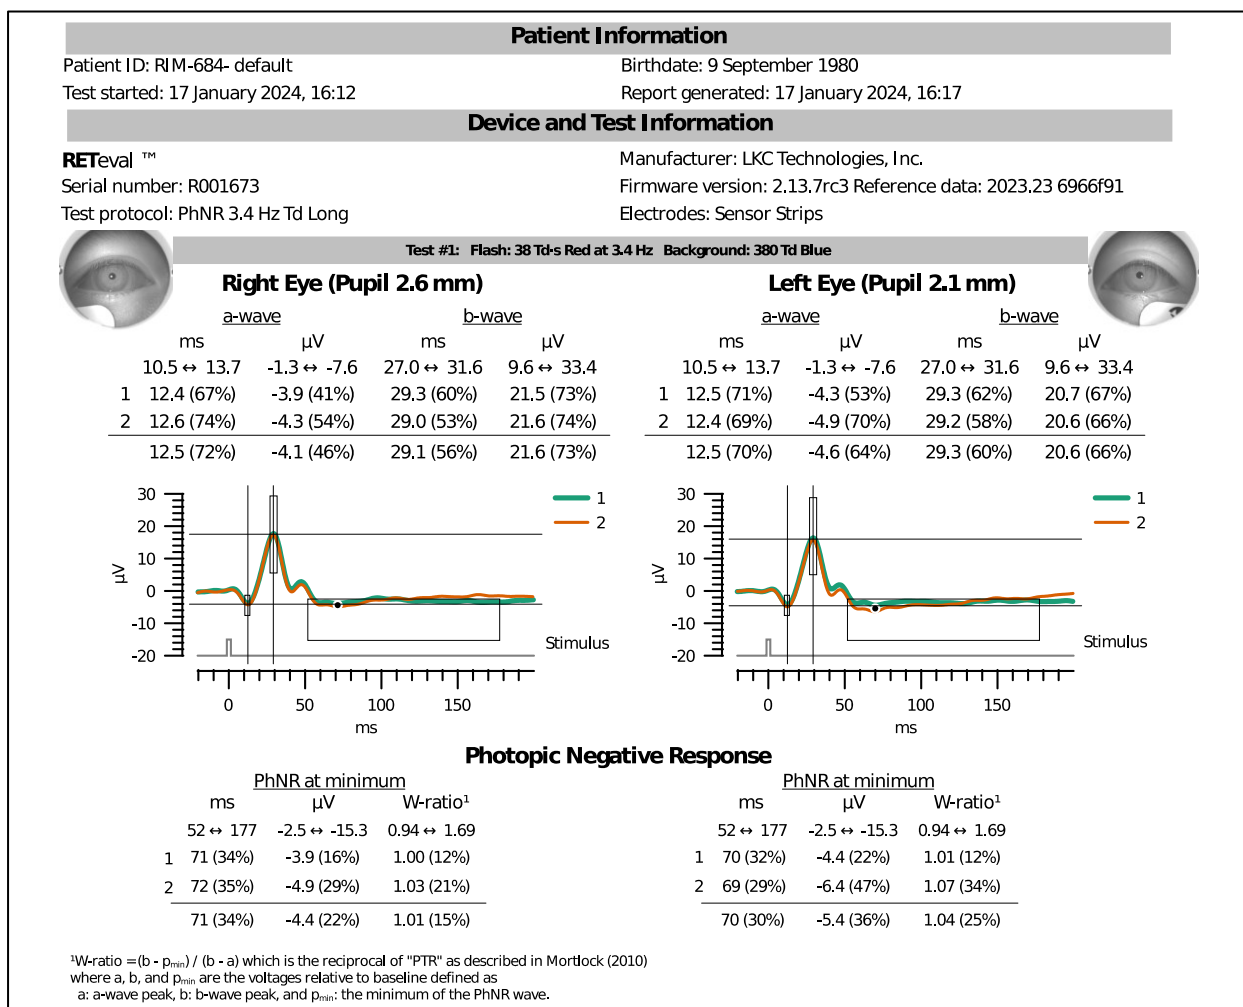 Patient Information
Patient ID: RIM-684- default
Birthdate: 9 September 1980
Test started: 17 January 2024, 16:12
Report generated: 17 January 2024, 16:17
Device and Test Information
RETeval ™
Manufacturer: LKC Technologies, Inc.
Serial number: R001673
Firmware version: 2.13.7rc3 Reference data: 2023.23 6966f91
Test protocol: PhNR 3.4 Hz Td Long
Electrodes: Sensor Strips
Test #1: Flash: 38 Td·s Red at 3.4 Hz Background: 380 Td Blue
Right Eye (Pupil 2.6 mm)
a-wave b-wave
ms µV ms µV
10.5 ↔ 13.7 -1.3 ↔ -7.6 27.0 ↔ 31.6 9.6 ↔ 33.4
1 12.4 (67%) -3.9 (41%) 29.3 (60%) 21.5 (73%)
2 12.6 (74%) -4.3 (54%) 29.0 (53%) 21.6 (74%)
12.5 (72%) -4.1 (46%) 29.1 (56%) 21.6 (73%)
30
20
10
0
-10
-20
µV
1
2
Stimulus
0 50 100 150
ms
Left Eye (Pupil 2.1 mm)
a-wave b-wave
ms µV ms µV
10.5 ↔ 13.7 -1.3 ↔ -7.6 27.0 ↔ 31.6 9.6 ↔ 33.4
1 12.5 (71%) -4.3 (53%) 29.3 (62%) 20.7 (67%)
2 12.4 (69%) -4.9 (70%) 29.2 (58%) 20.6 (66%)
12.5 (70%) -4.6 (64%) 29.3 (60%) 20.6 (66%)
30
20
10
0
-10
-20
µV
1
2
Stimulus
0 50 100 150
ms
Photopic Negative Response
PhNR at minimum
ms µV W-ratio¹
52 ↔ 177 -2.5 ↔ -15.3 0.94 ↔ 1.69
1 71 (34%) -3.9 (16%) 1.00 (12%)
2 72 (35%) -4.9 (29%) 1.03 (21%)
71 (34%) -4.4 (22%) 1.01 (15%)
PhNR at minimum
ms µV W-ratio¹
52 ↔ 177 -2.5 ↔ -15.3 0.94 ↔ 1.69
1 70 (32%) -4.4 (22%) 1.01 (12%)
2 69 (29%) -6.4 (47%) 1.07 (34%)
70 (30%) -5.4 (36%) 1.04 (25%)
¹W-ratio = (b - pmin) / (b - a) which is the reciprocal of "PTR" as described in Mortlock (2010)
where a, b, and pmin are the voltages relative to baseline defined as
a: a-wave peak, b: b-wave peak, and pmin: the minimum of the PhNR wave.